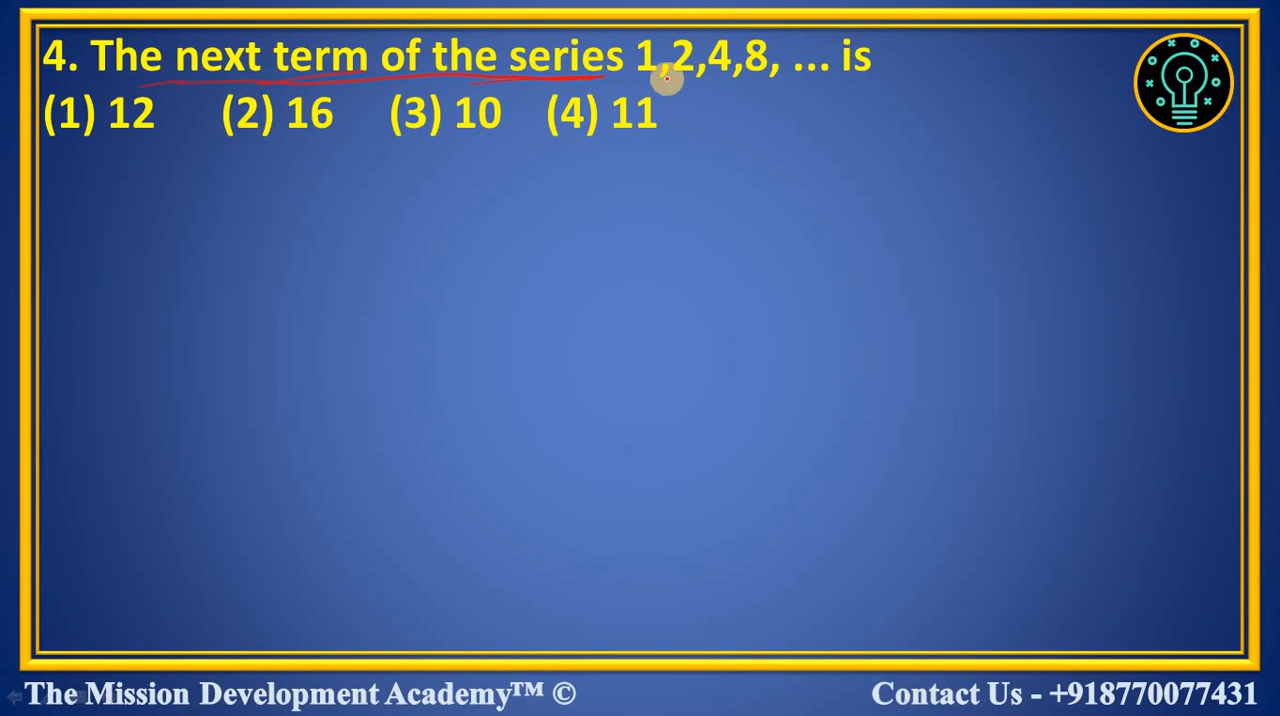 4. The next term of the series 1,2,4,8, ... is
(1) 12 (2) 16 (3) 10 (4) 11
The Mission Development Academy™ © Contact Us - +918770077431